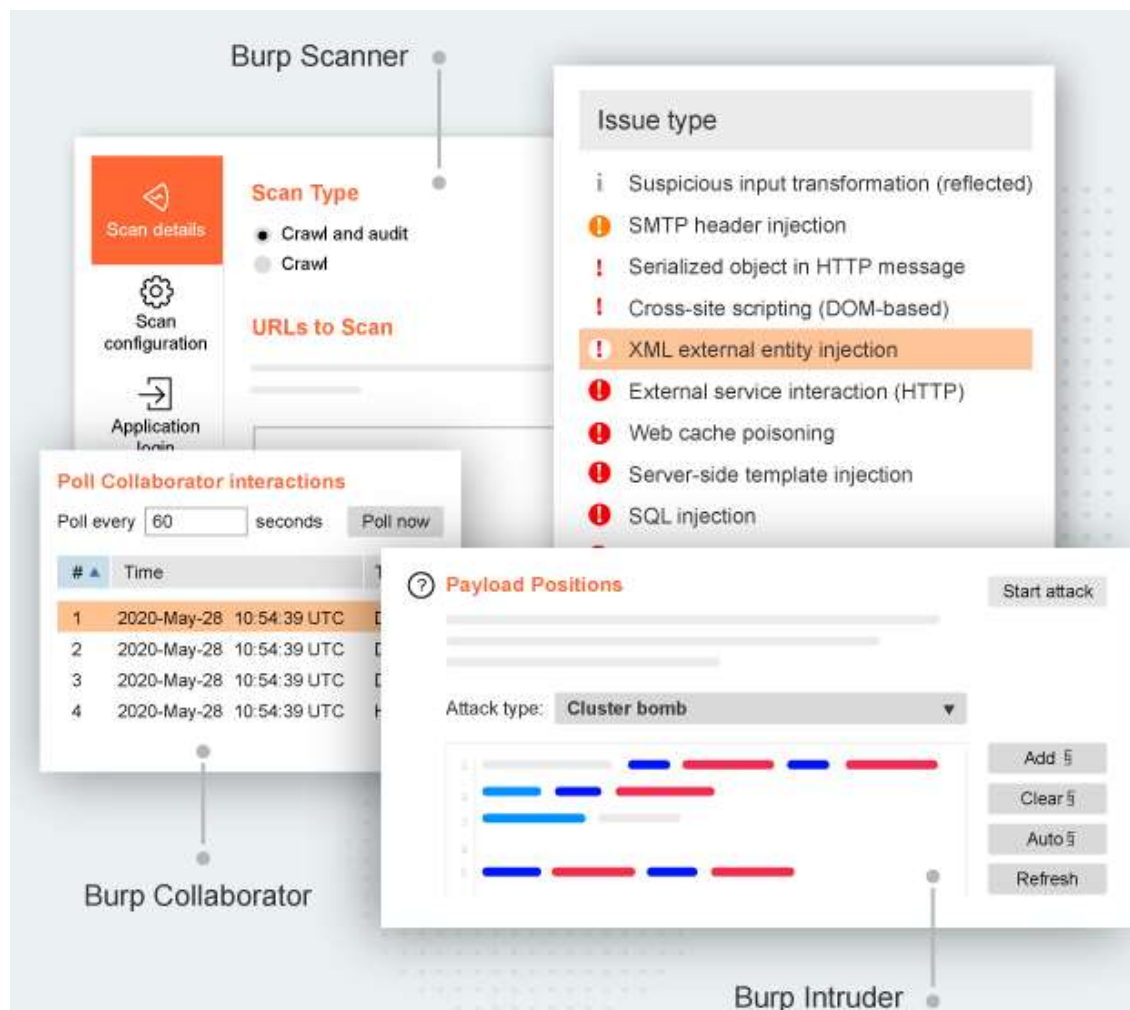 Burp Scanner
Scan details
Scan configuration
Application login
Scan Type
Crawl and audit
Crawl
URLs to Scan
Issue type
i Suspicious input transformation (reflected)
! SMTP header injection
! Serialized object in HTTP message
! Cross-site scripting (DOM-based)
! XML external entity injection
! External service interaction (HTTP)
! Web cache poisoning
! Server-side template injection
! SQL injection
Poll Collaborator interactions
Poll every 60 seconds Poll now
# ▲ Time
1 2020-May-28 10:54:39 UTC
2 2020-May-28 10:54:39 UTC
3 2020-May-28 10:54:39 UTC
4 2020-May-28 10:54:39 UTC
Burp Collaborator
? Payload Positions
Start attack
Attack type: Cluster bomb ▼
Add §
Clear §
Auto §
Refresh
Burp Intruder